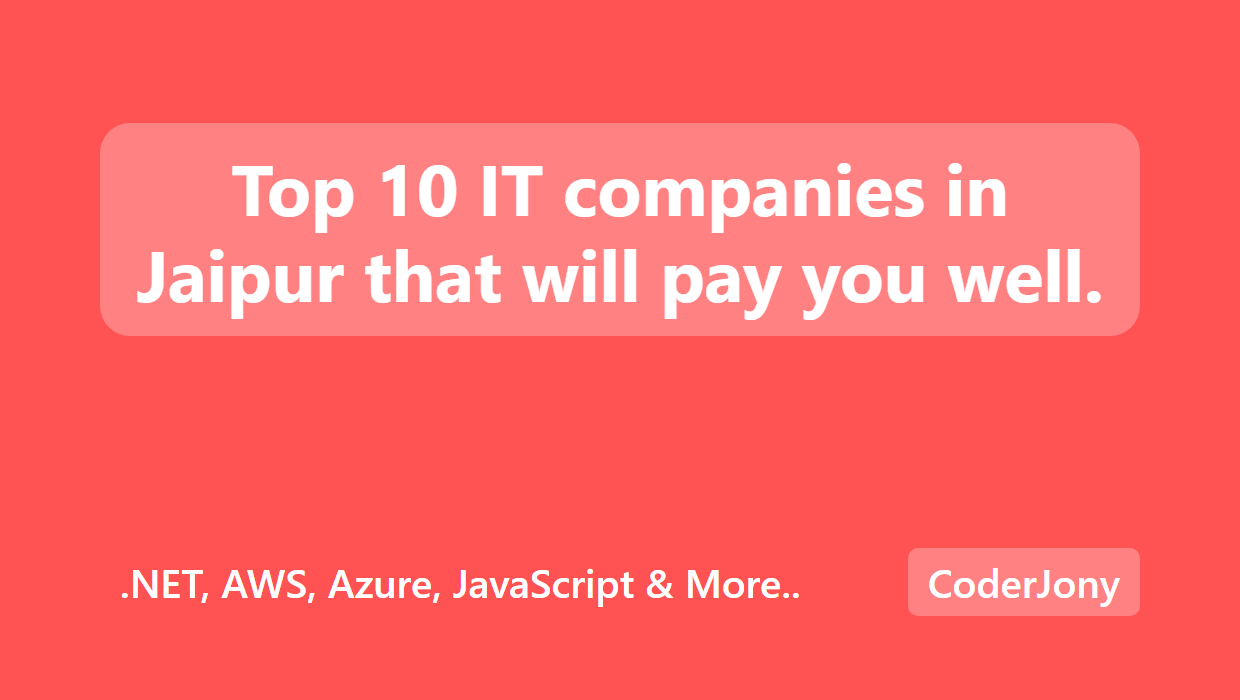 Top 10 IT companies in
Jaipur that will pay you well.
.NET, AWS, Azure, JavaScript & More..
CoderJony